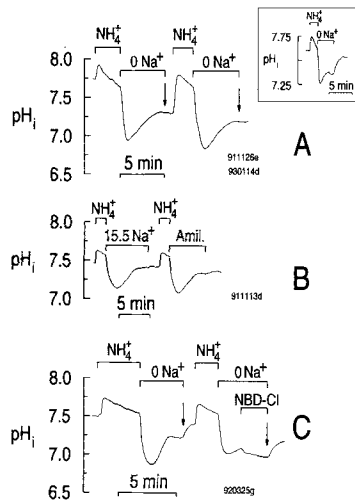 NH4+
NH4+
0 Na+
0 Na+
8.0
7.5
7.0
6.5
pHi
5 min
911126e
930114d
A
NH4+
0 Na+
7.75
pHi
7.25
5 min
NH4+
NH4+
15.5 Na+
Amil.
8.0
7.5
7.0
pHi
5 min
911113d
B
NH4+
NH4+
0 Na+
0 Na+
NBD-Cl
8.0
7.5
7.0
6.5
pHi
5 min
920325g
C